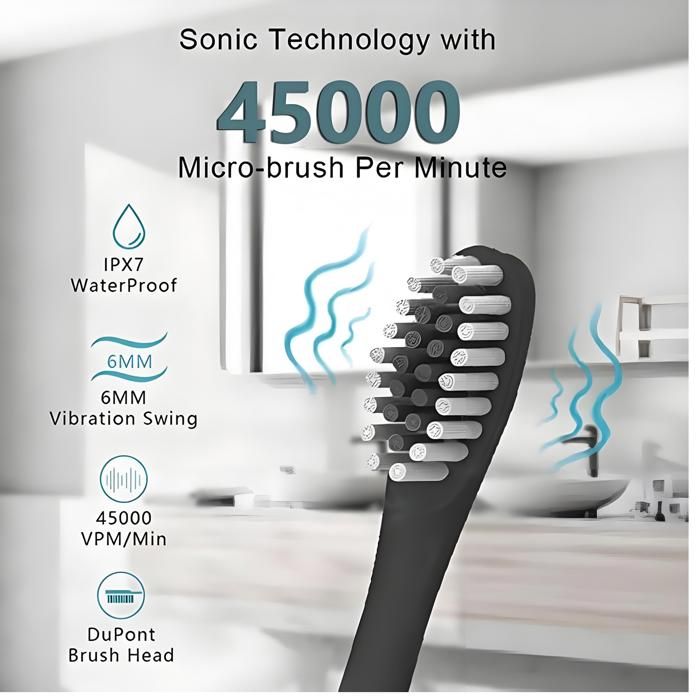 Sonic Technology with
45000
Micro-brush Per Minute
IPX7
WaterProof
6MM
6MM
Vibration Swing
45000
VPM/Min
DuPont
Brush Head